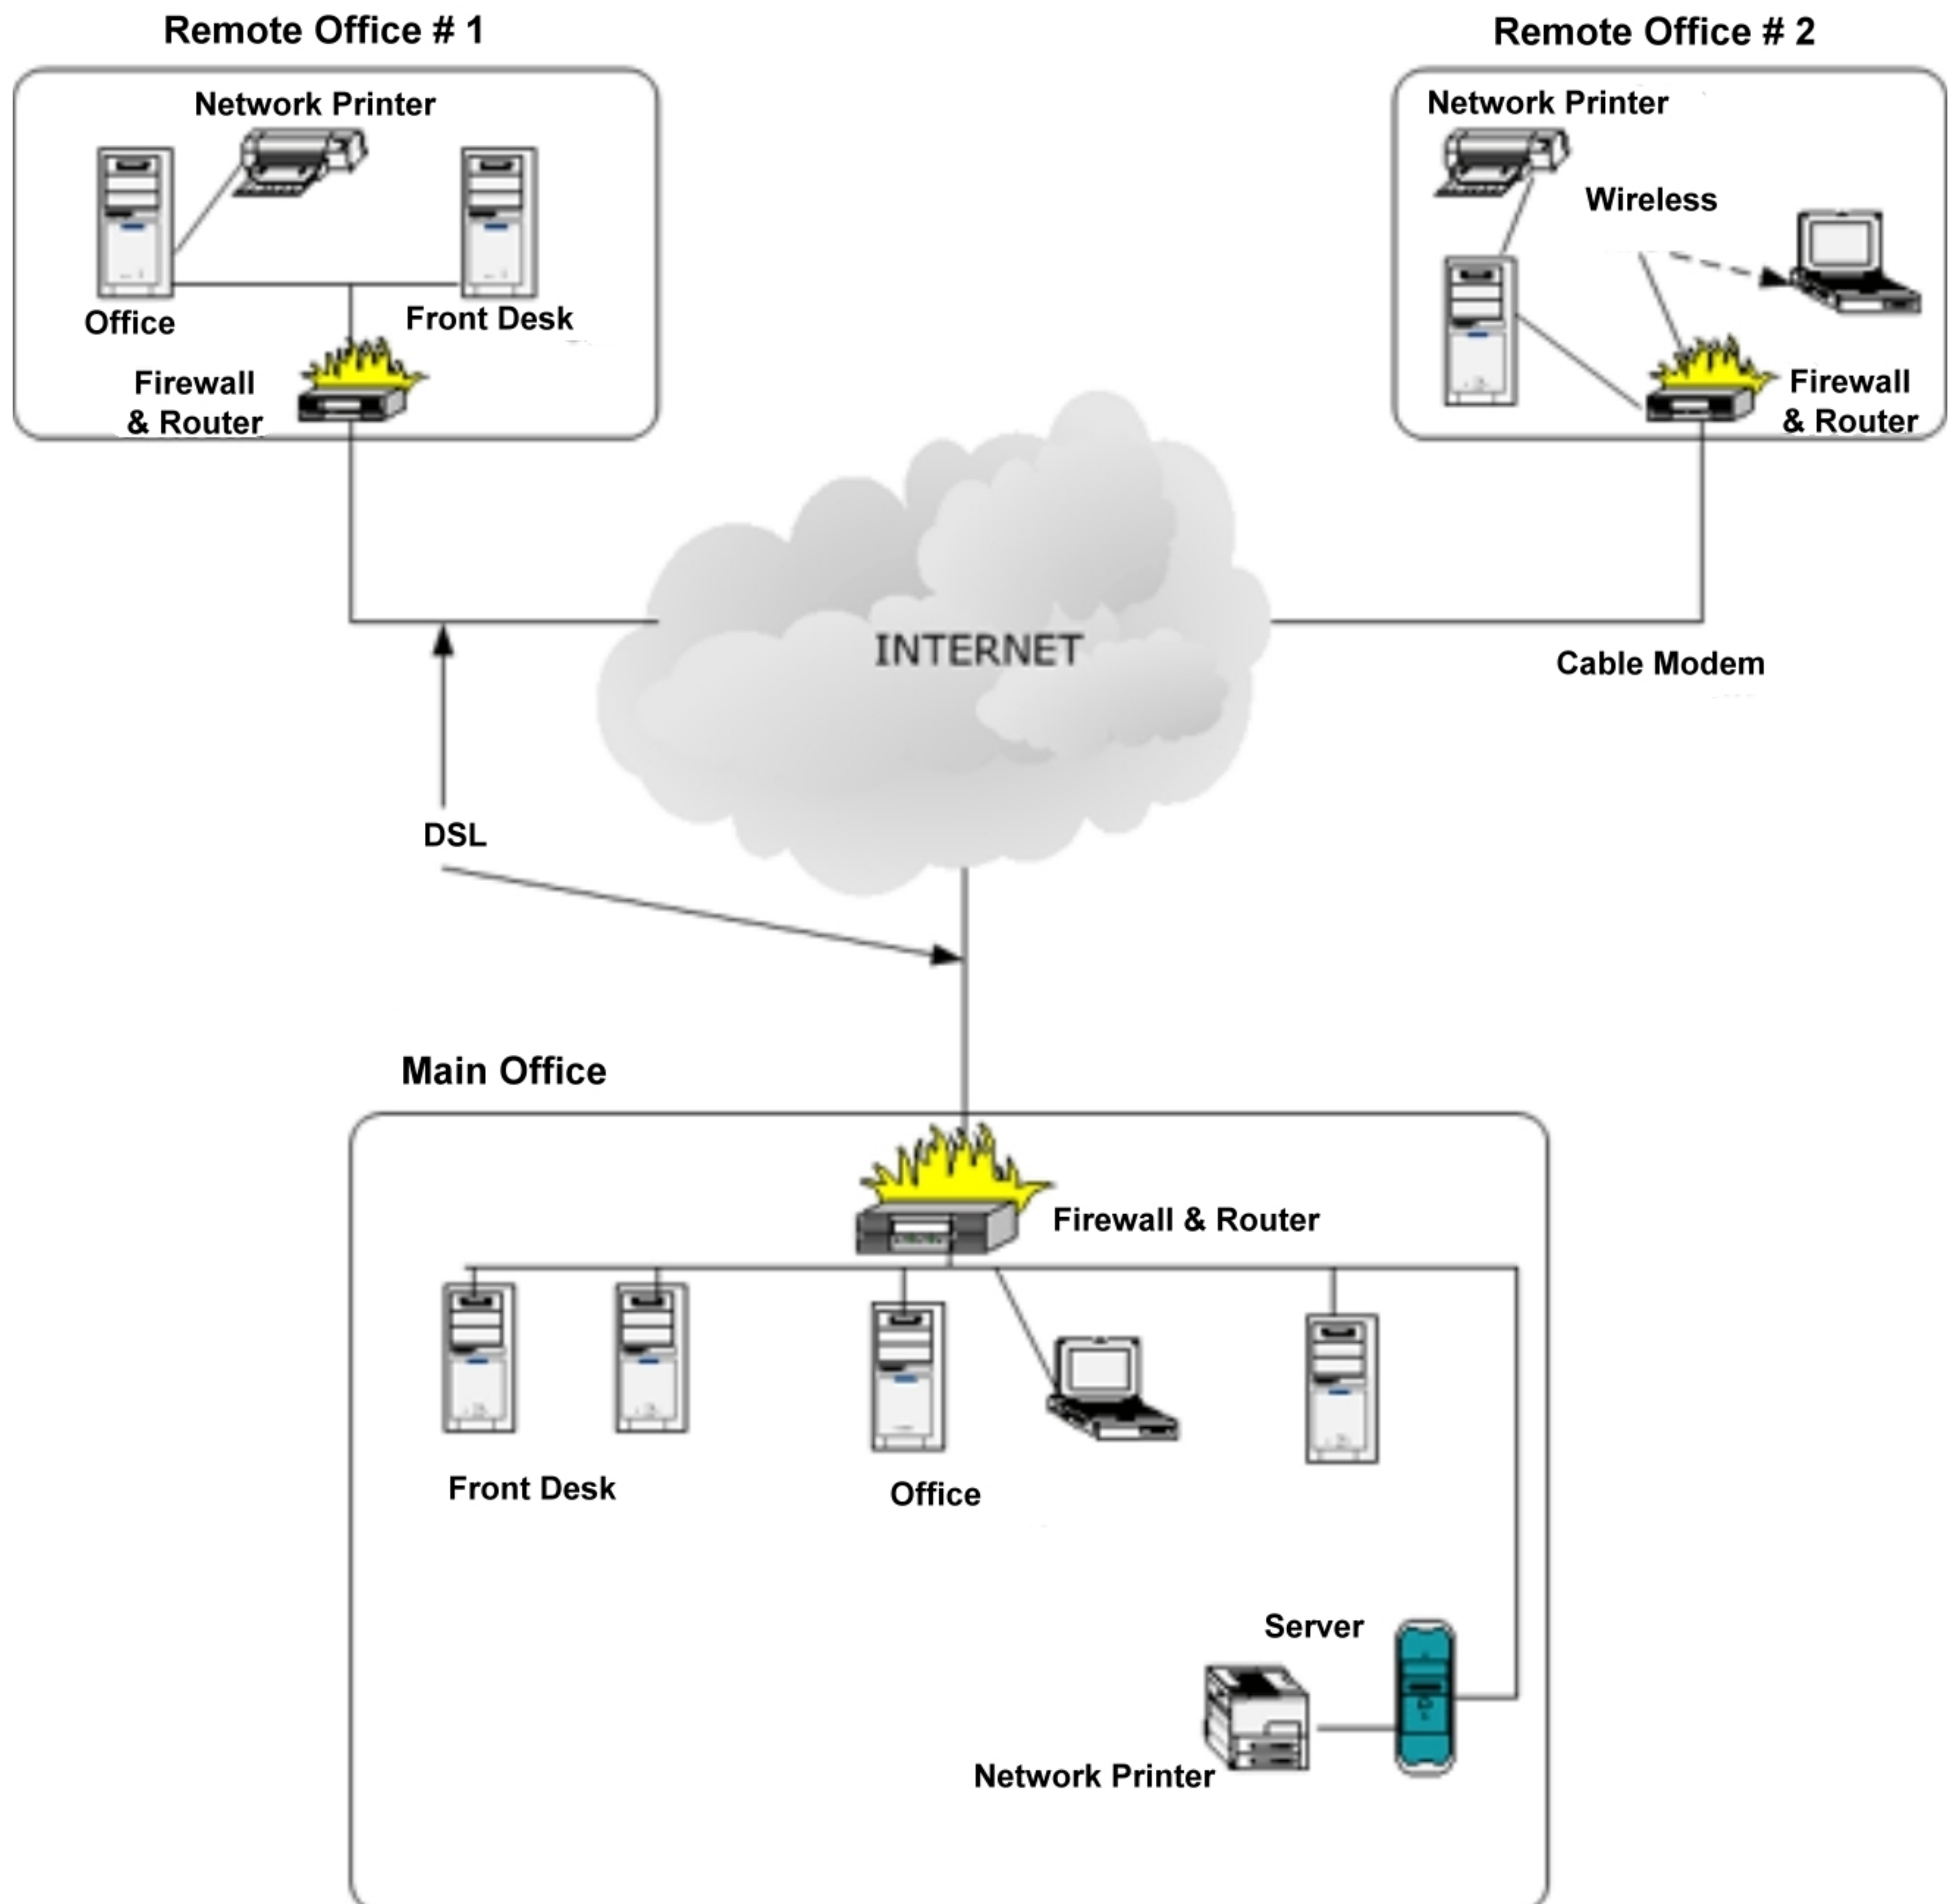 Remote Office # 1
Remote Office # 2
Network Printer
Office
Front Desk
Firewall
& Router
Network Printer
Wireless
Firewall
& Router
INTERNET
Cable Modem
DSL
Main Office
Firewall & Router
Front Desk
Office
Server
Network Printer